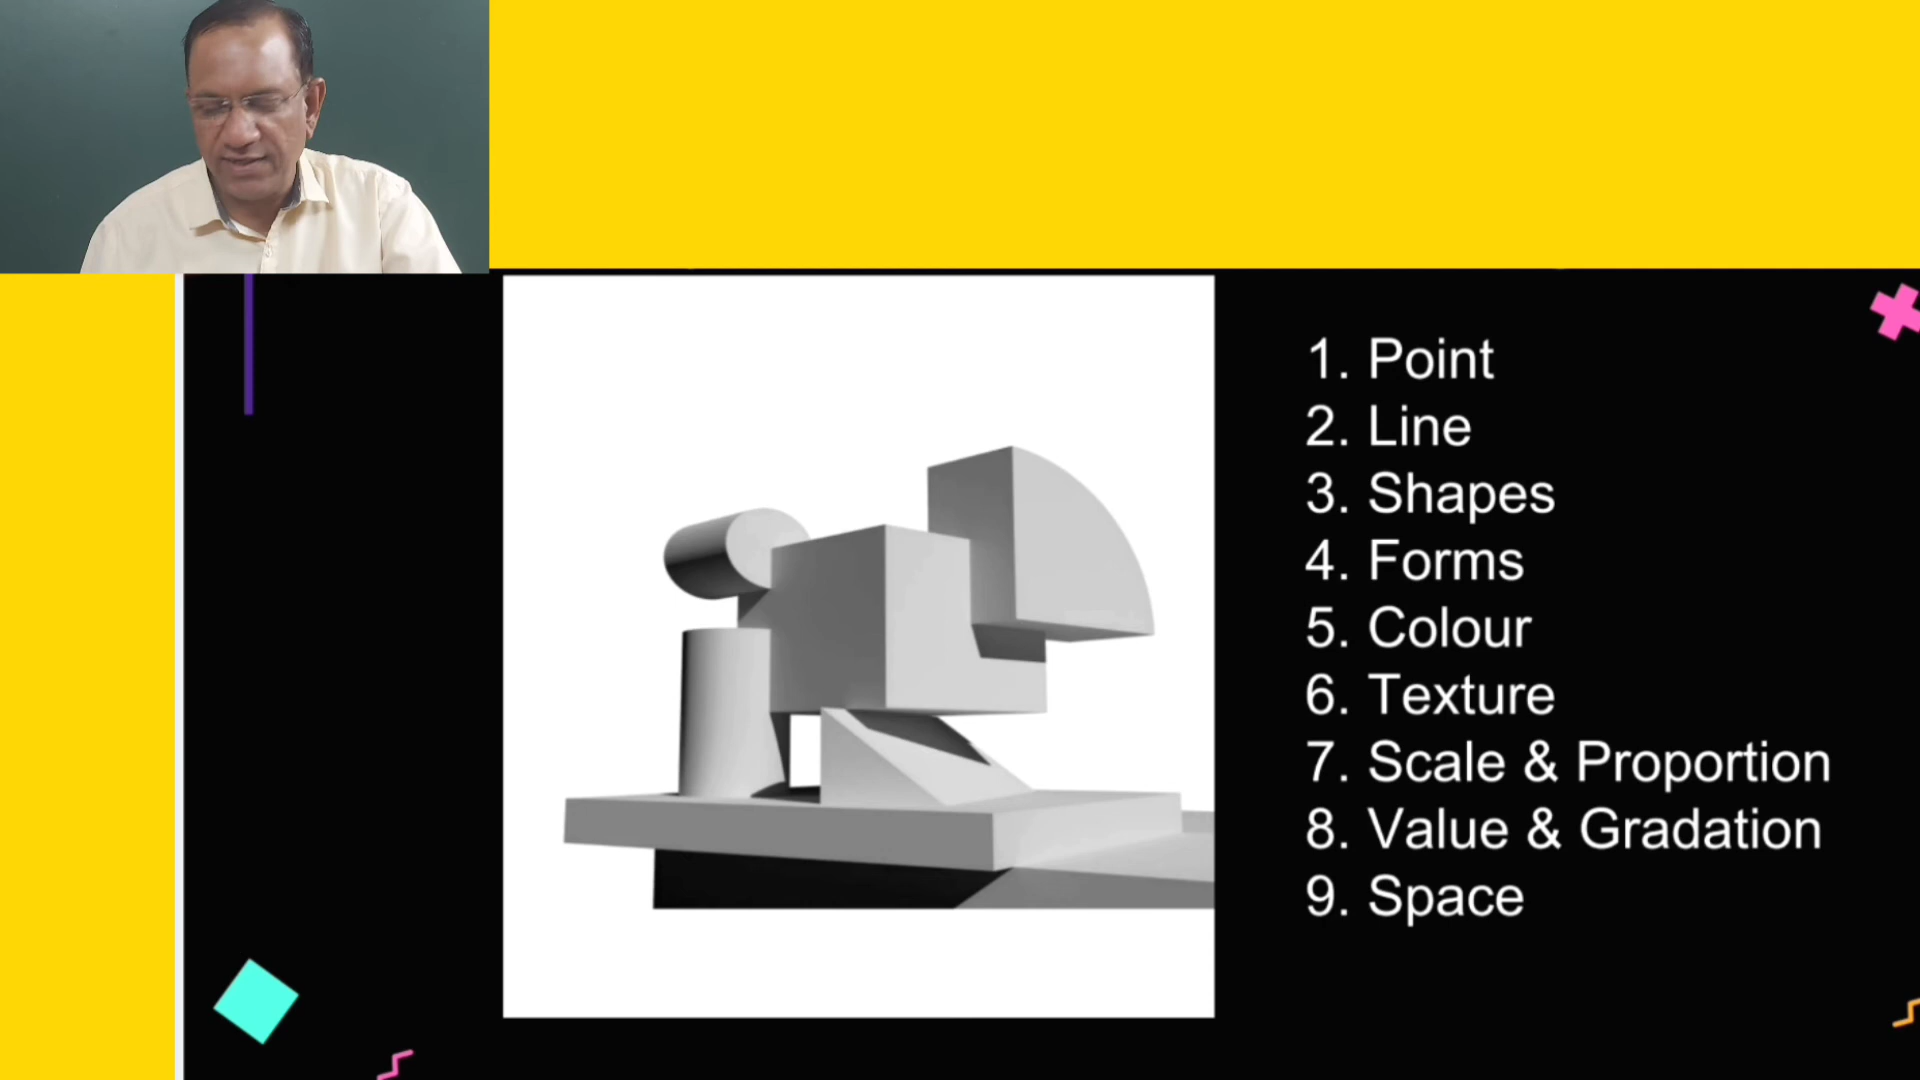 1. Point
2. Line
3. Shapes
4. Forms
5. Colour
6. Texture
7. Scale & Proportion
8. Value & Gradation
9. Space